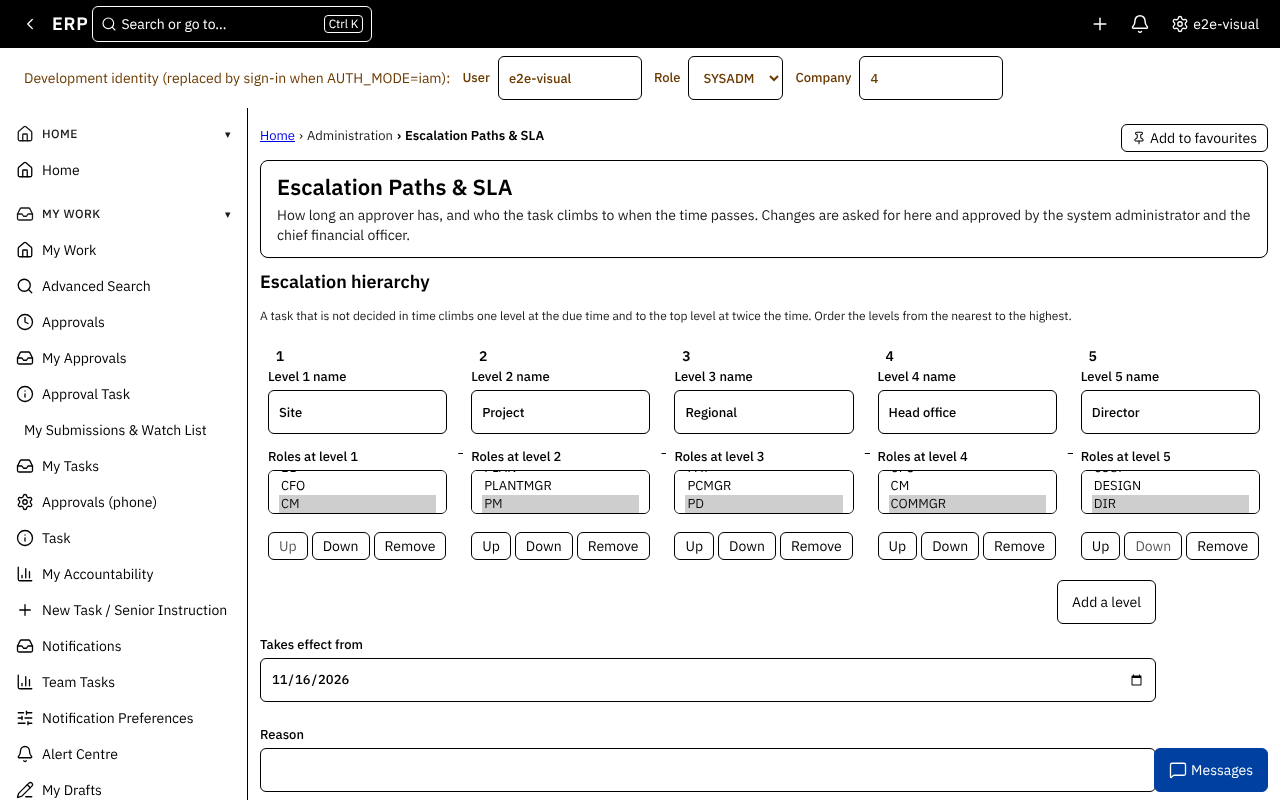 ERP
Search or go to...
Ctrl K
e2e-visual
Development identity (replaced by sign-in when AUTH_MODE=iam):
User
e2e-visual
Role
SYSADM
Company
4
HOME
Home
MY WORK
My Work
Advanced Search
Approvals
My Approvals
Approval Task
My Submissions & Watch List
My Tasks
Approvals (phone)
Task
My Accountability
New Task / Senior Instruction
Notifications
Team Tasks
Notification Preferences
Alert Centre
My Drafts
Home › Administration › Escalation Paths & SLA
Add to favourites
Escalation Paths & SLA
How long an approver has, and who the task climbs to when the time passes. Changes are asked for here and approved by the system administrator and the
chief financial officer.
Escalation hierarchy
A task that is not decided in time climbs one level at the due time and to the top level at twice the time. Order the levels from the nearest to the highest.
1
Level 1 name
Site
Roles at level 1
CFO
CM
Up Down Remove
2
Level 2 name
Project
Roles at level 2
PLANTMGR
PM
Up Down Remove
3
Level 3 name
Regional
Roles at level 3
PCMGR
PD
Up Down Remove
4
Level 4 name
Head office
Roles at level 4
CM
COMMGR
Up Down Remove
5
Level 5 name
Director
Roles at level 5
DESIGN
DIR
Up Down Remove
Add a level
Takes effect from
11/16/2026
Reason
Messages